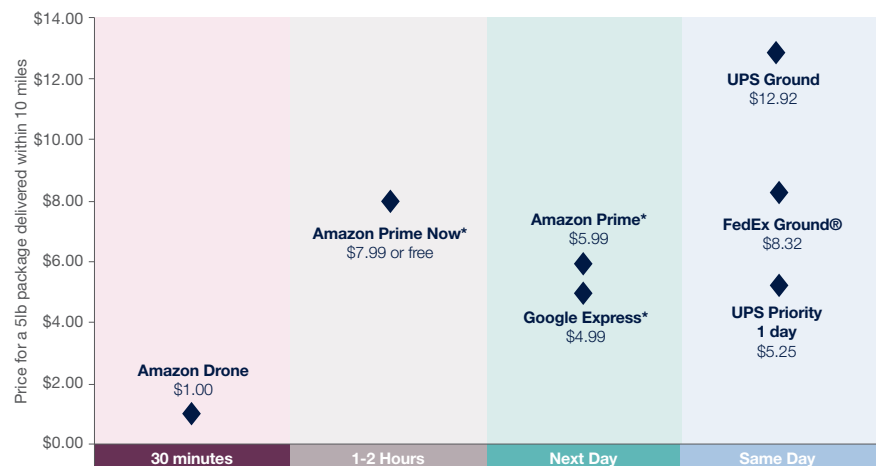 Price for a 5lb package delivered within 10 miles
$14.00
$12.00
$10.00
$8.00
$6.00
$4.00
$2.00
$0.00
Amazon Drone
$1.00
Amazon Prime Now*
$7.99 or free
Amazon Prime*
$5.99
Google Express*
$4.99
UPS Ground
$12.92
FedEx Ground®
$8.32
UPS Priority
1 day
$5.25
30 minutes
1-2 Hours
Next Day
Same Day